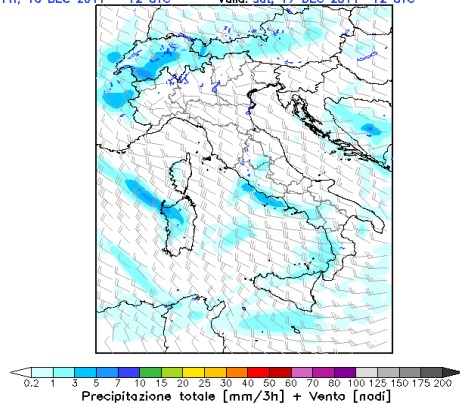 Valid: Sat, 17 DEC 2011 12 UTC
0.2 1 3 5 7 10 15 20 25 30 40 50 60 70 80 100 125 150 175 200
Precipitazione totale [mm/3h] + Vento [nodi]